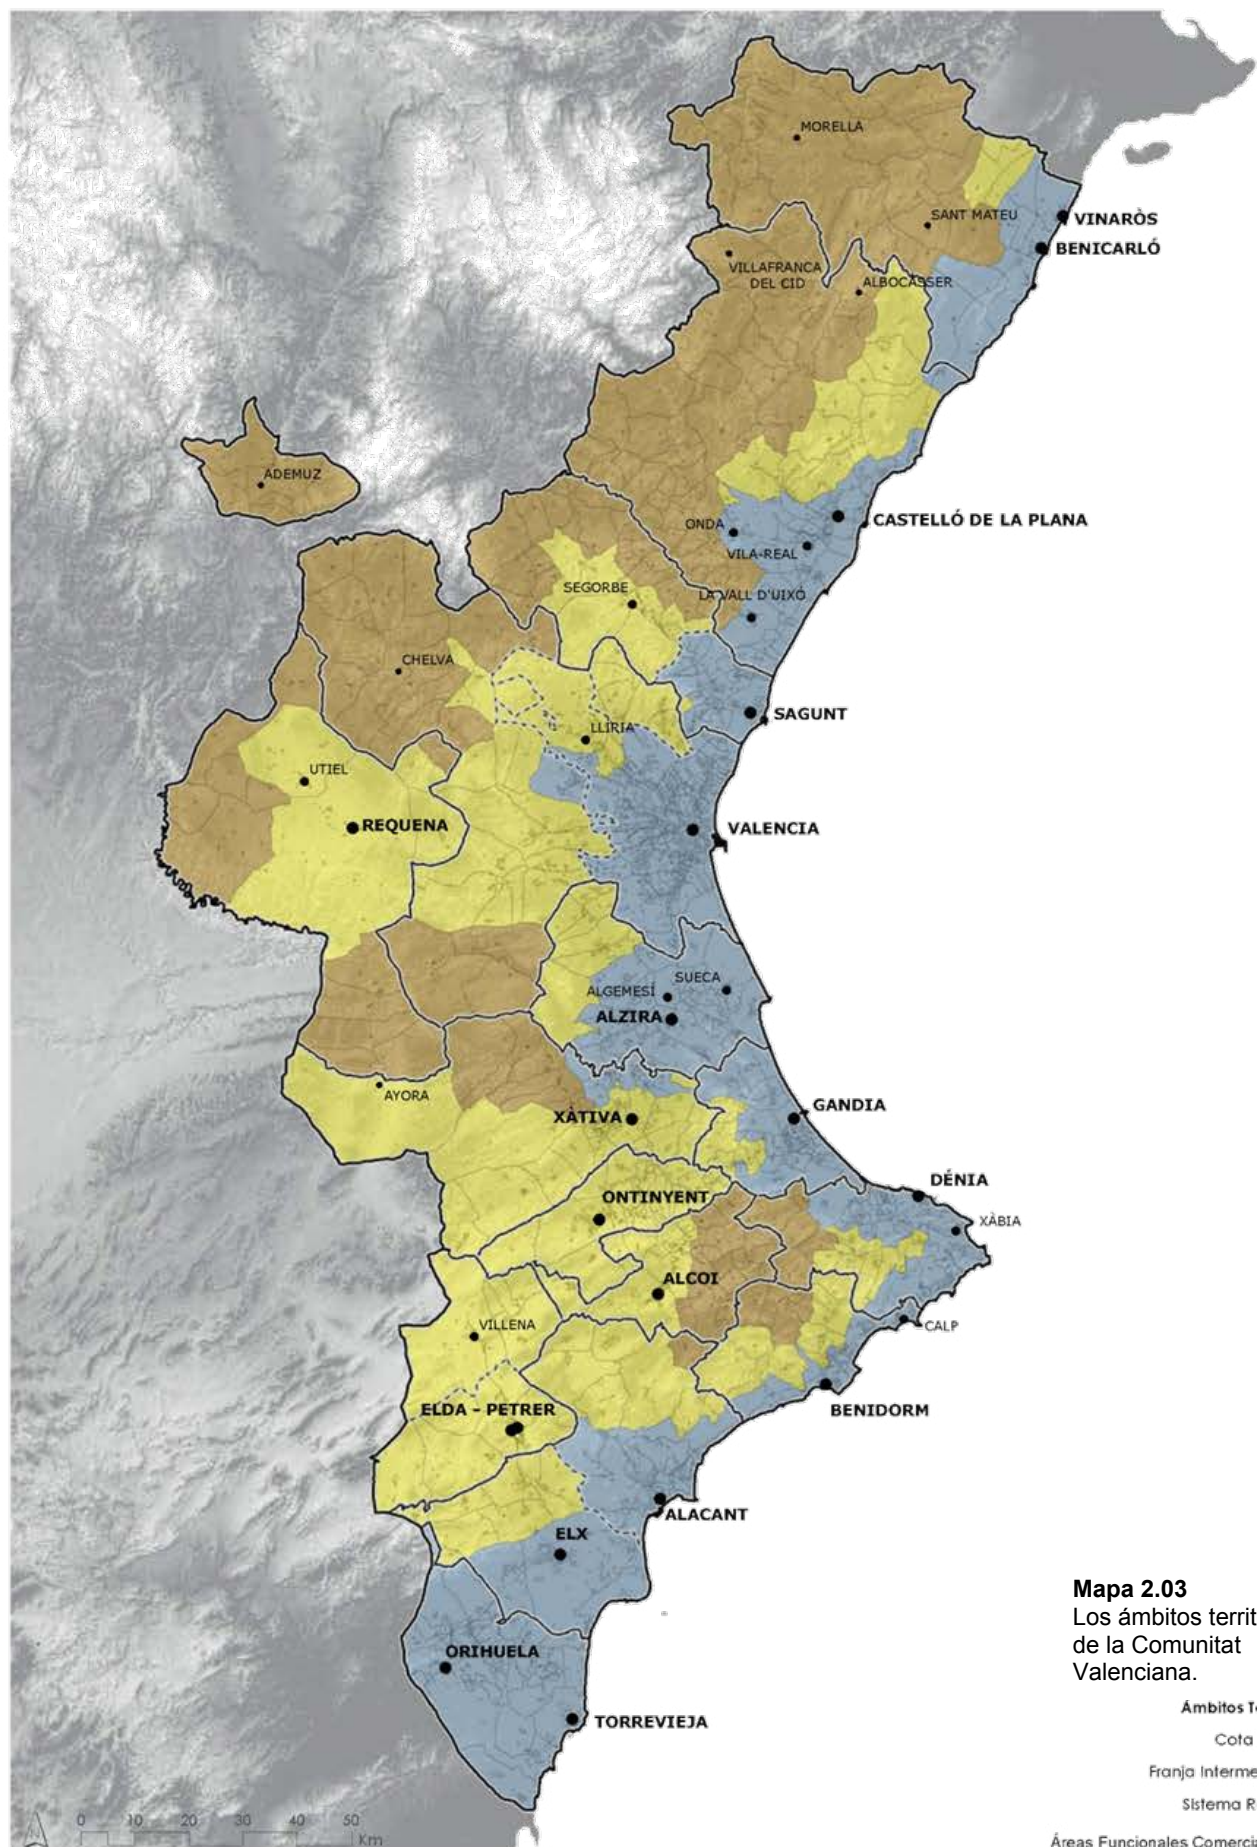 MORELLA
SANT MATEU
VINARÒS
BENICARLÓ
VILLAFRANCA
DEL CID
ALBOCÀSSER
ADEMUZ
ONDA
CASTELLÓ DE LA PLANA
VILA-REAL
SEGORBE
LA VALL D'UIXÓ
CHELVA
SAGUNT
LLÍRIA
UTIEL
REQUENA
VALENCIA
SUECA
ALGEMESÍ
ALZIRA
AYORA
GANDIA
XÀTIVA
DÉNIA
ONTINYENT
XÀBIA
ALCOI
VILLENA
CALP
ELDA - PETRER
BENIDORM
ALACANT
ELX
Mapa 2.03
Los ámbitos territ
de la Comunitat
Valenciana.
ORIHUELA
TORREVIEJA
Ámbitos T
Cota
Franja Interme
Sistema R
Áreas Funcionales Comerci
N
0 10 20 30 40 50
Km